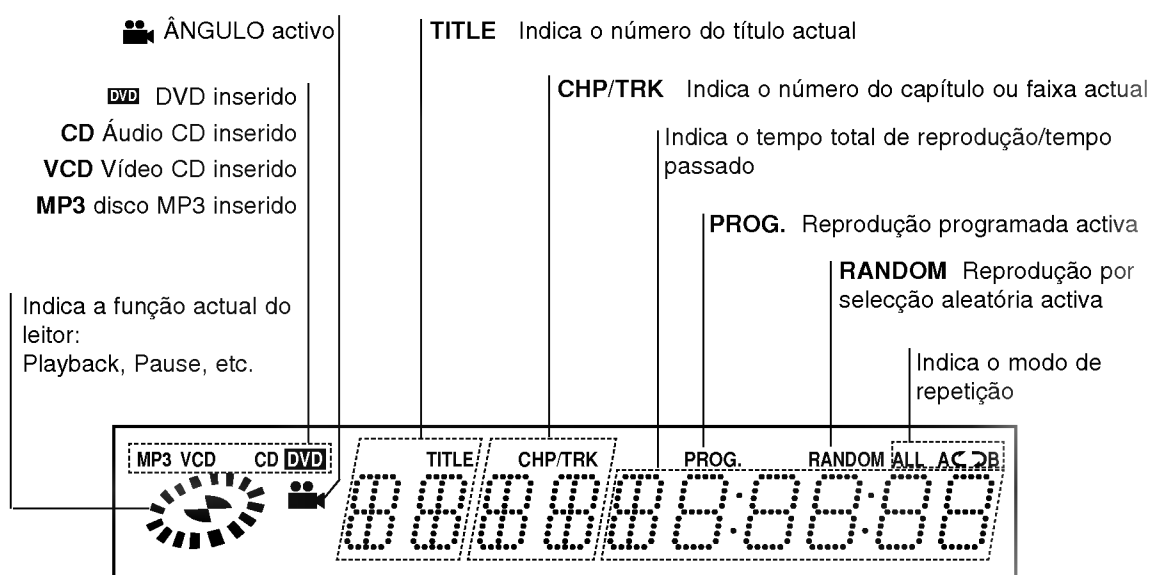 ÂNGULO activo
TITLE Indica o número do título actual
DVD DVD inserido
CD Áudio CD inserido
VCD Vídeo CD inserido
MP3 disco MP3 inserido
CHP/TRK Indica o número do capítulo ou faixa actual
Indica o tempo total de reprodução/tempo
passado
PROG. Reprodução programada activa
RANDOM Reprodução por
selecção aleatória activa
Indica a função actual do
leitor:
Playback, Pause, etc.
Indica o modo de
repetição
MP3 VCD CD DVD TITLE CHP/TRK PROG. RANDOM ALL A B